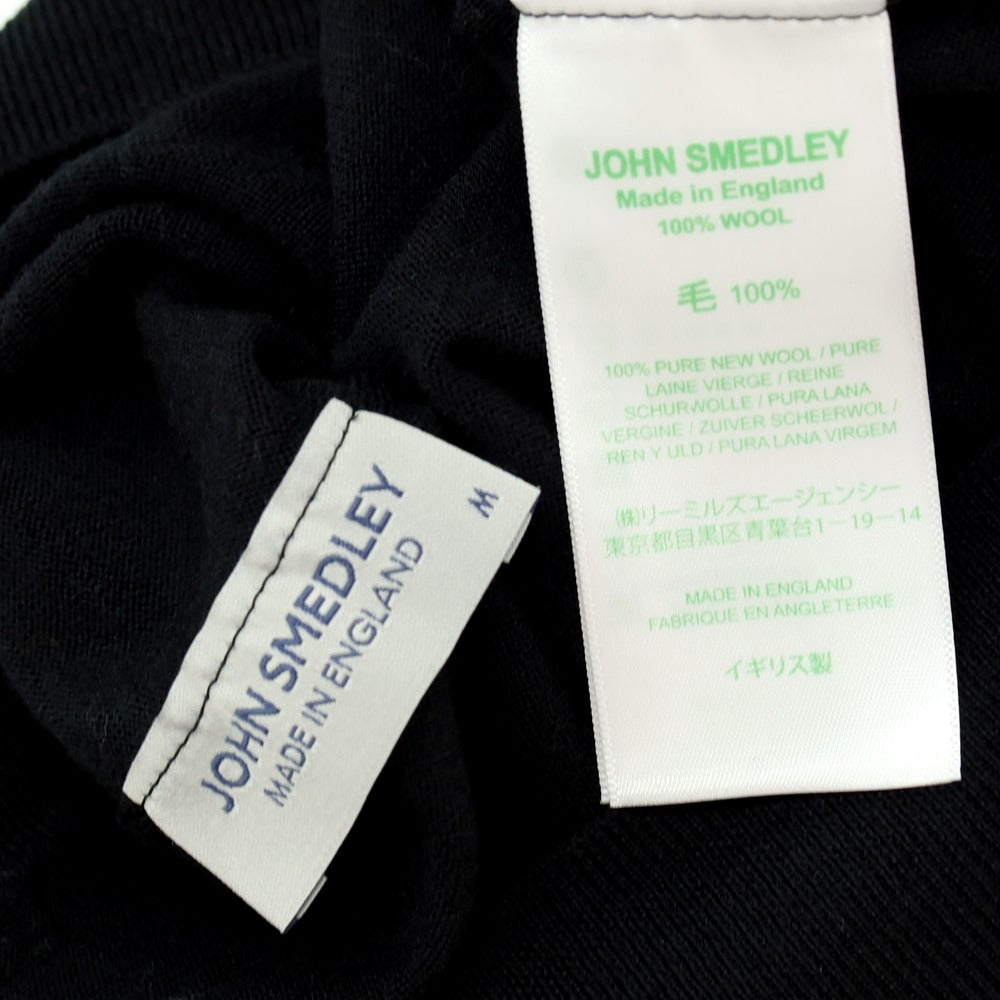 JOHN SMEDLEY
Made in England
100% WOOL
毛 100%
100% PURE NEW WOOL / PURE
LAINE VIERGE / REINE
SCHURWOLLE / PURA LANA
VERGINE / ZUIVER SCHEERWOL /
REN Y ULD / PURA LANA VIRGEM
㈱リーミルズエージェンシー
東京都目黒区青葉台1-19-14
MADE IN ENGLAND
FABRIQUE EN ANGLETERRE
イギリス製
JOHN SMEDLEY
MADE IN ENGLAND
M